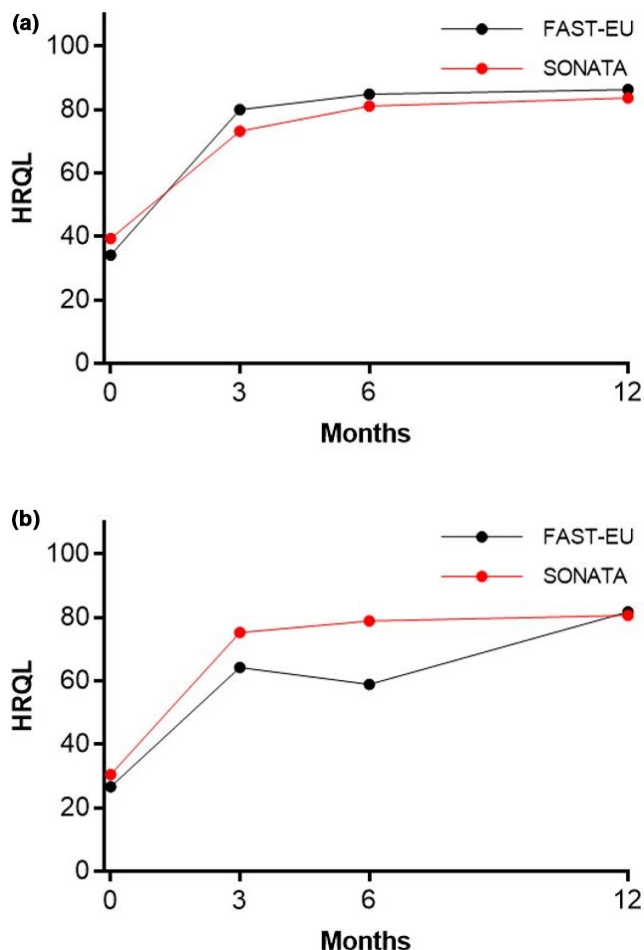 (a)
FAST-EU
SONATA
HRQL
100
80
60
40
20
0
0 3 6 12
Months
(b)
FAST-EU
SONATA
HRQL
100
80
60
40
20
0
0 3 6 12
Months